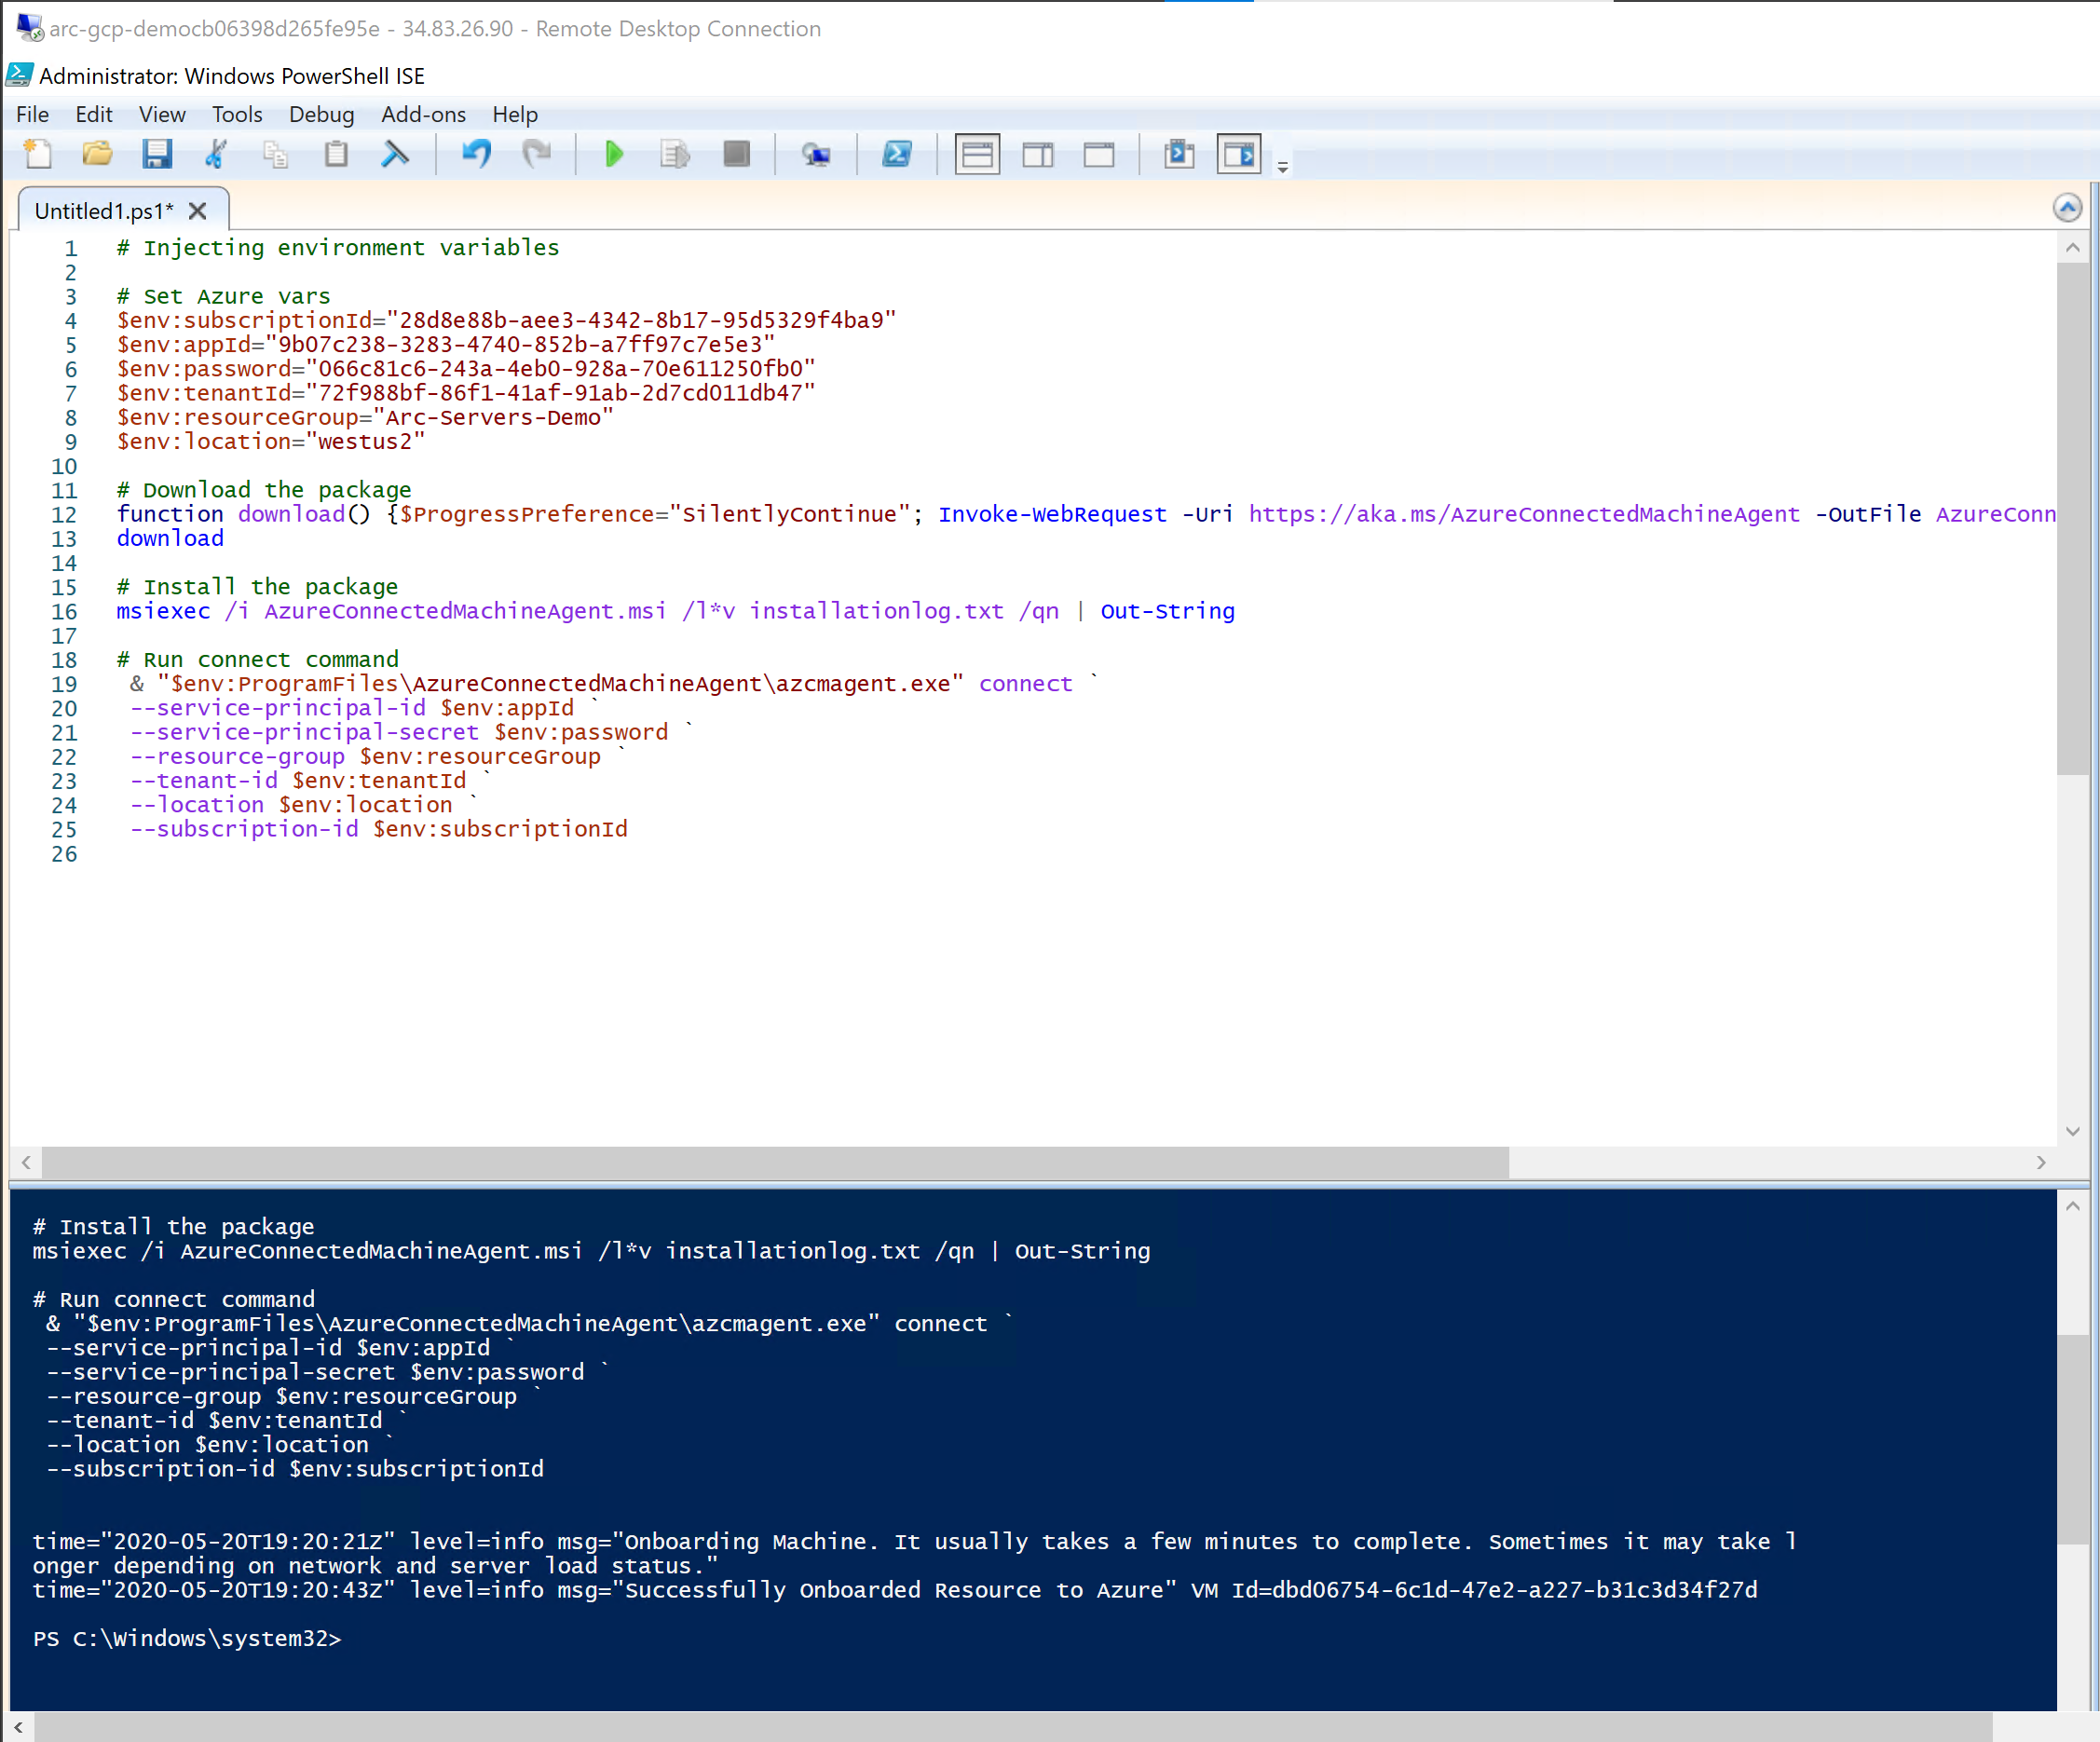 arc-gcp-democb06398d265fe95e - 34.83.26.90 - Remote Desktop Connection
Administrator: Windows PowerShell ISE
File Edit View Tools Debug Add-ons Help
Untitled1.ps1*
1 # Injecting environment variables
2
3 # Set Azure vars
4 $env:subscriptionId="28d8e88b-aee3-4342-8b17-95d5329f4ba9"
5 $env:appId="9b07c238-3283-4740-852b-a7ff97c7e5e3"
6 $env:password="066c81c6-243a-4eb0-928a-70e611250fb0"
7 $env:tenantId="72f988bf-86f1-41af-91ab-2d7cd011db47"
8 $env:resourceGroup="Arc-Servers-Demo"
9 $env:location="westus2"
10
11 # Download the package
12 function download() {$ProgressPreference="SilentlyContinue"; Invoke-WebRequest -Uri https://aka.ms/AzureConnectedMachineAgent -OutFile AzureConn
13 download
14
15 # Install the package
16 msiexec /i AzureConnectedMachineAgent.msi /l*v installationlog.txt /qn | Out-String
17
18 # Run connect command
19  & "$env:ProgramFiles\AzureConnectedMachineAgent\azcmagent.exe" connect `
20  --service-principal-id $env:appId `
21  --service-principal-secret $env:password `
22  --resource-group $env:resourceGroup `
23  --tenant-id $env:tenantId `
24  --location $env:location `
25  --subscription-id $env:subscriptionId
26
# Install the package
msiexec /i AzureConnectedMachineAgent.msi /l*v installationlog.txt /qn | Out-String
# Run connect command
 & "$env:ProgramFiles\AzureConnectedMachineAgent\azcmagent.exe" connect `
 --service-principal-id $env:appId `
 --service-principal-secret $env:password `
 --resource-group $env:resourceGroup `
 --tenant-id $env:tenantId `
 --location $env:location `
 --subscription-id $env:subscriptionId
time="2020-05-20T19:20:21Z" level=info msg="Onboarding Machine. It usually takes a few minutes to complete. Sometimes it may take l
onger depending on network and server load status."
time="2020-05-20T19:20:43Z" level=info msg="Successfully Onboarded Resource to Azure" VM Id=dbd06754-6c1d-47e2-a227-b31c3d34f27d
PS C:\Windows\system32>